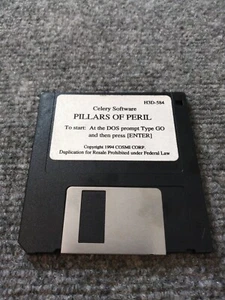 H3D-584
Celery Software
PILLARS OF PERIL
To start: At the DOS prompt Type GO
and then press [ENTER]
Copyright 1994 COSMI CORP.
Duplication for Resale Prohibited under Federal Law